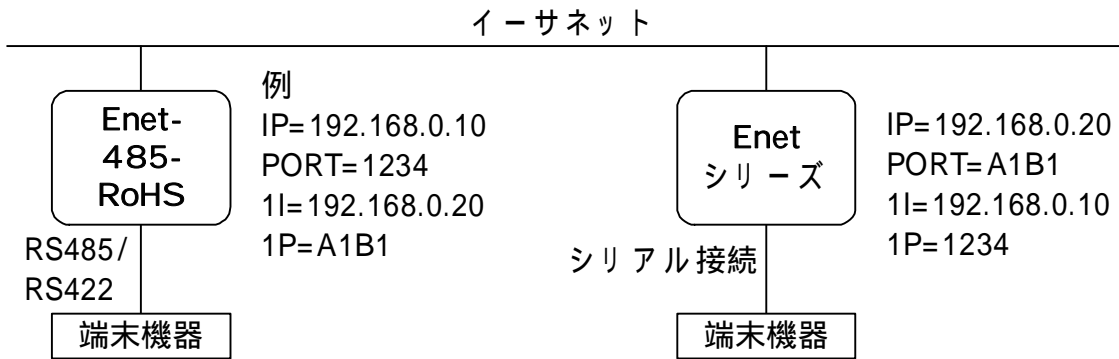 イーサネット
Enet-
485-
RoHS
例
IP=192.168.0.10
PORT=1234
1I=192.168.0.20
1P=A1B1
RS485/
RS422
端末機器
Enet
シリーズ
IP=192.168.0.20
PORT=A1B1
1I=192.168.0.10
1P=1234
シリアル接続
端末機器